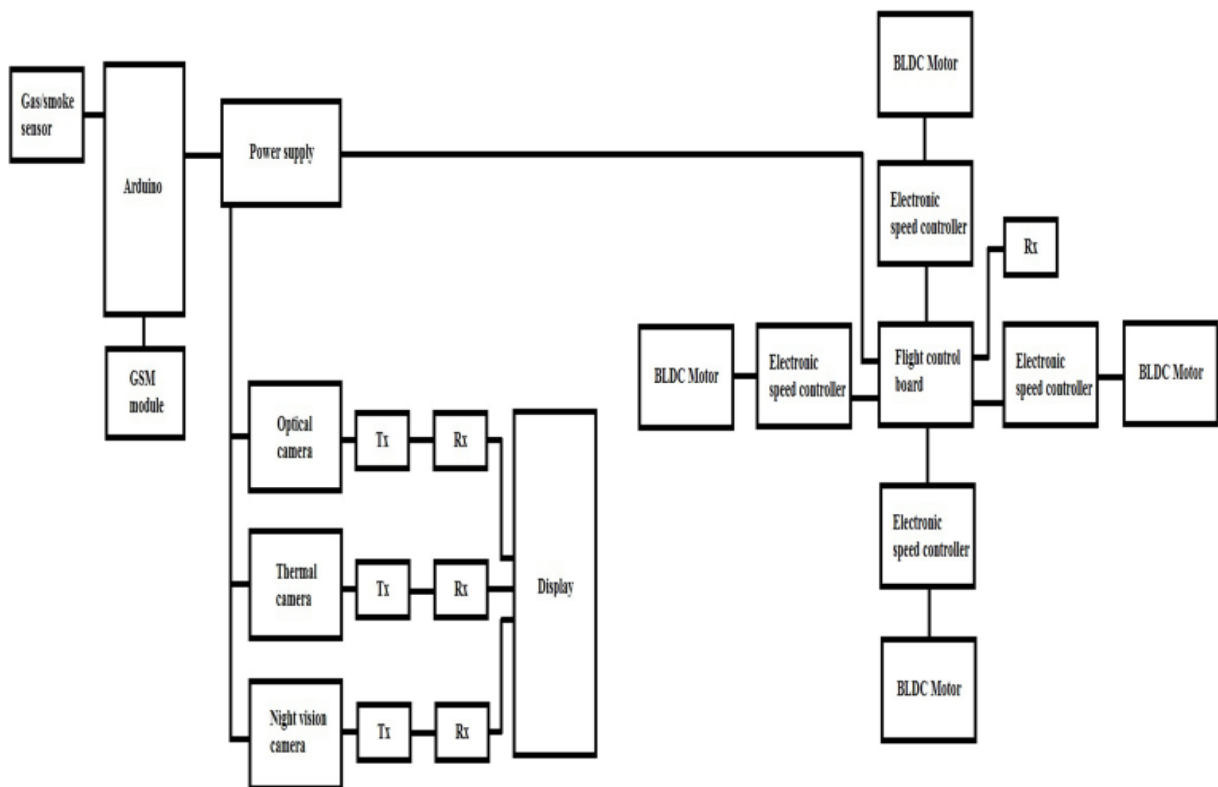 BLDC Motor
Gas/smoke
sensor
Arduino
Power supply
Electronic
speed controller
Rx
GSM
module
BLDC Motor
Electronic
speed controller
Flight control
board
Electronic
speed controller
BLDC Motor
Optical
camera
Tx
Rx
Electronic
speed controller
Thermal
camera
Tx
Rx
Display
BLDC Motor
Night vision
camera
Tx
Rx